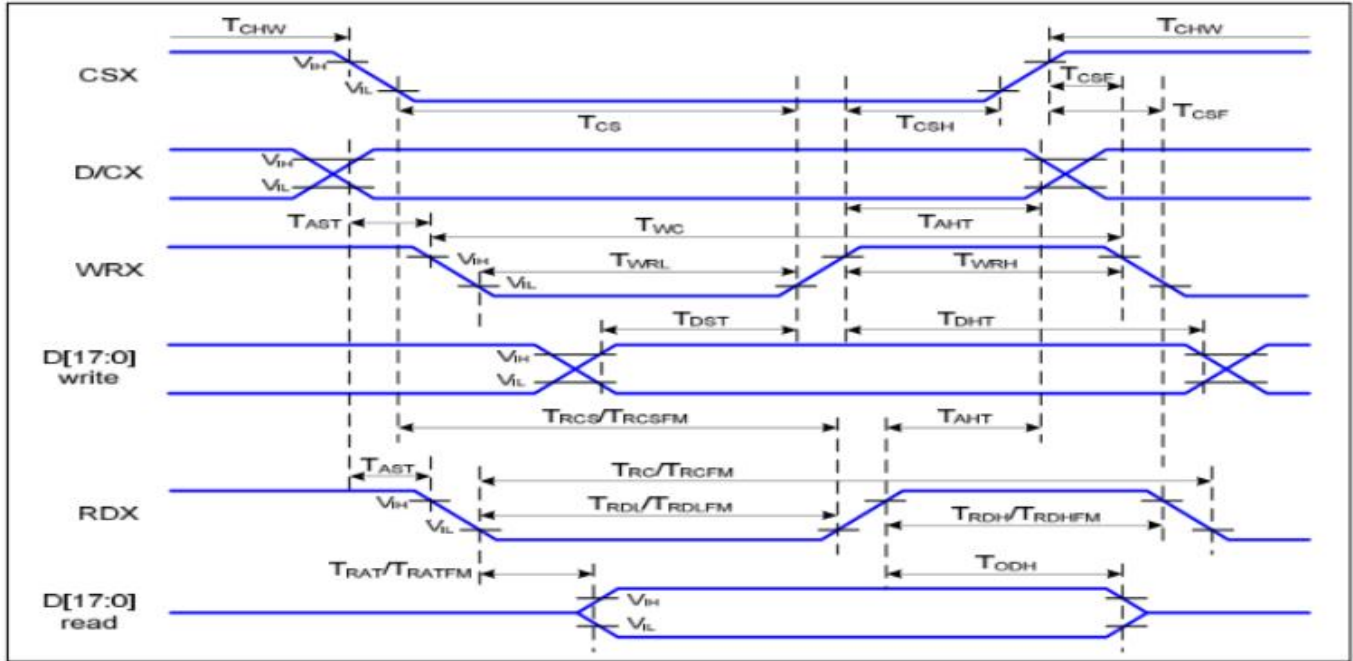 TCHW TCHW
CSX VIH VIL TCSF
TCS TCSH TCSF
D/CX VIH VIL
TAST TWC TAHT
WRX VIH VIL TWRL TWRH
TDST TDHT
D[17:0] VIH
write VIL
TRCS/TRCSFM TAHT
TAST TRC/TRCFM
RDX VIH VIL TRDL/TRDLFM TRDH/TRDHFM
TRAT/TRATFM TODH
D[17:0] VIH
read VIL